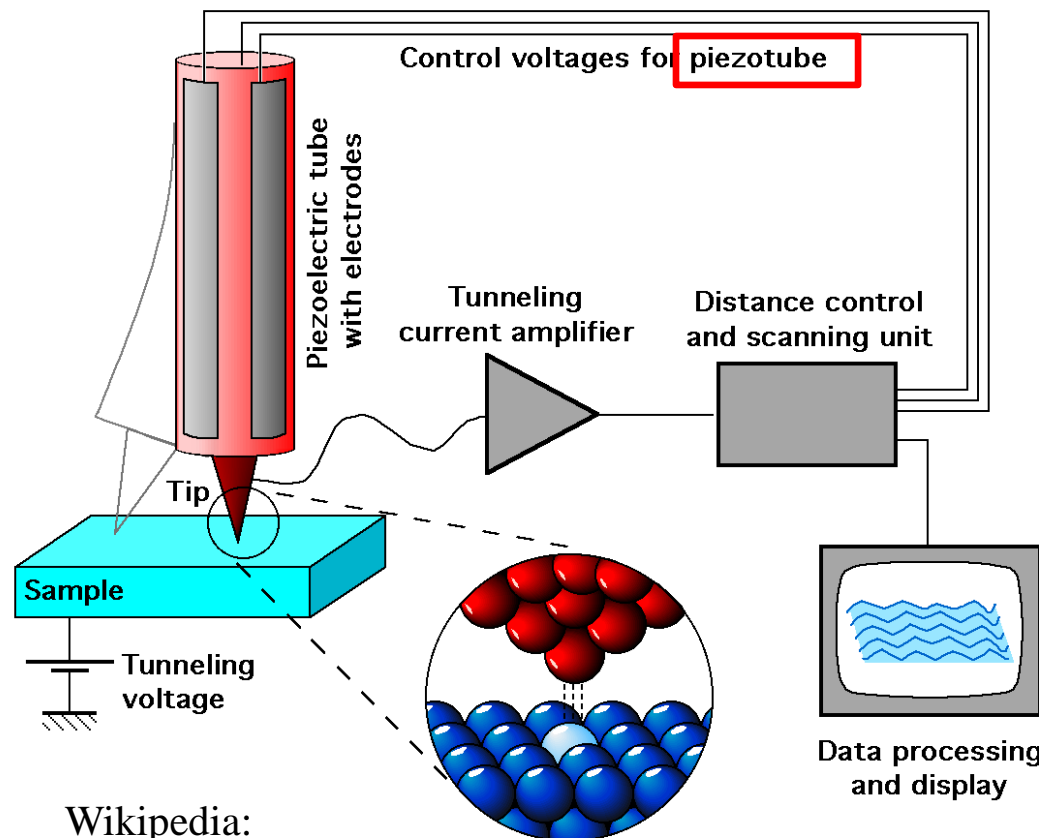 Control voltages for piezotube
Piezoelectric tube
with electrodes
Tunneling
current amplifier
Distance control
and scanning unit
Tip
Sample
Tunneling
voltage
Data processing
and display
Wikipedia: